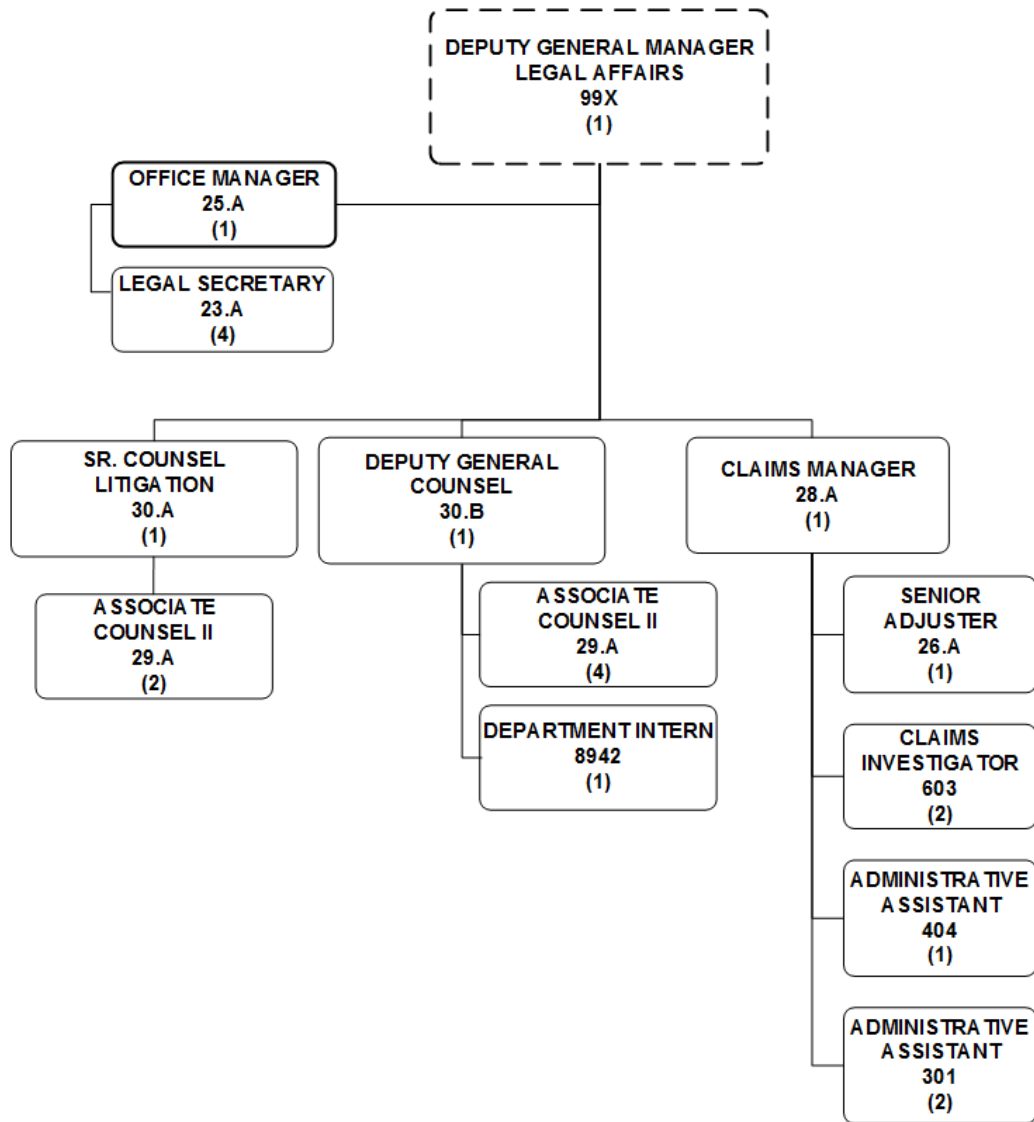 DEPUTY GENERAL MANAGER
LEGAL AFFAIRS
99X
(1)
OFFICE MANAGER
25.A
(1)
LEGAL SECRETARY
23.A
(4)
SR. COUNSEL
LITIGATION
30.A
(1)
ASSOCIATE
COUNSEL II
29.A
(2)
DEPUTY GENERAL
COUNSEL
30.B
(1)
ASSOCIATE
COUNSEL II
29.A
(4)
DEPARTMENT INTERN
8942
(1)
CLAIMS MANAGER
28.A
(1)
SENIOR
ADJUSTER
26.A
(1)
CLAIMS
INVESTIGATOR
603
(2)
ADMINISTRATIVE
ASSISTANT
404
(1)
ADMINISTRATIVE
ASSISTANT
301
(2)